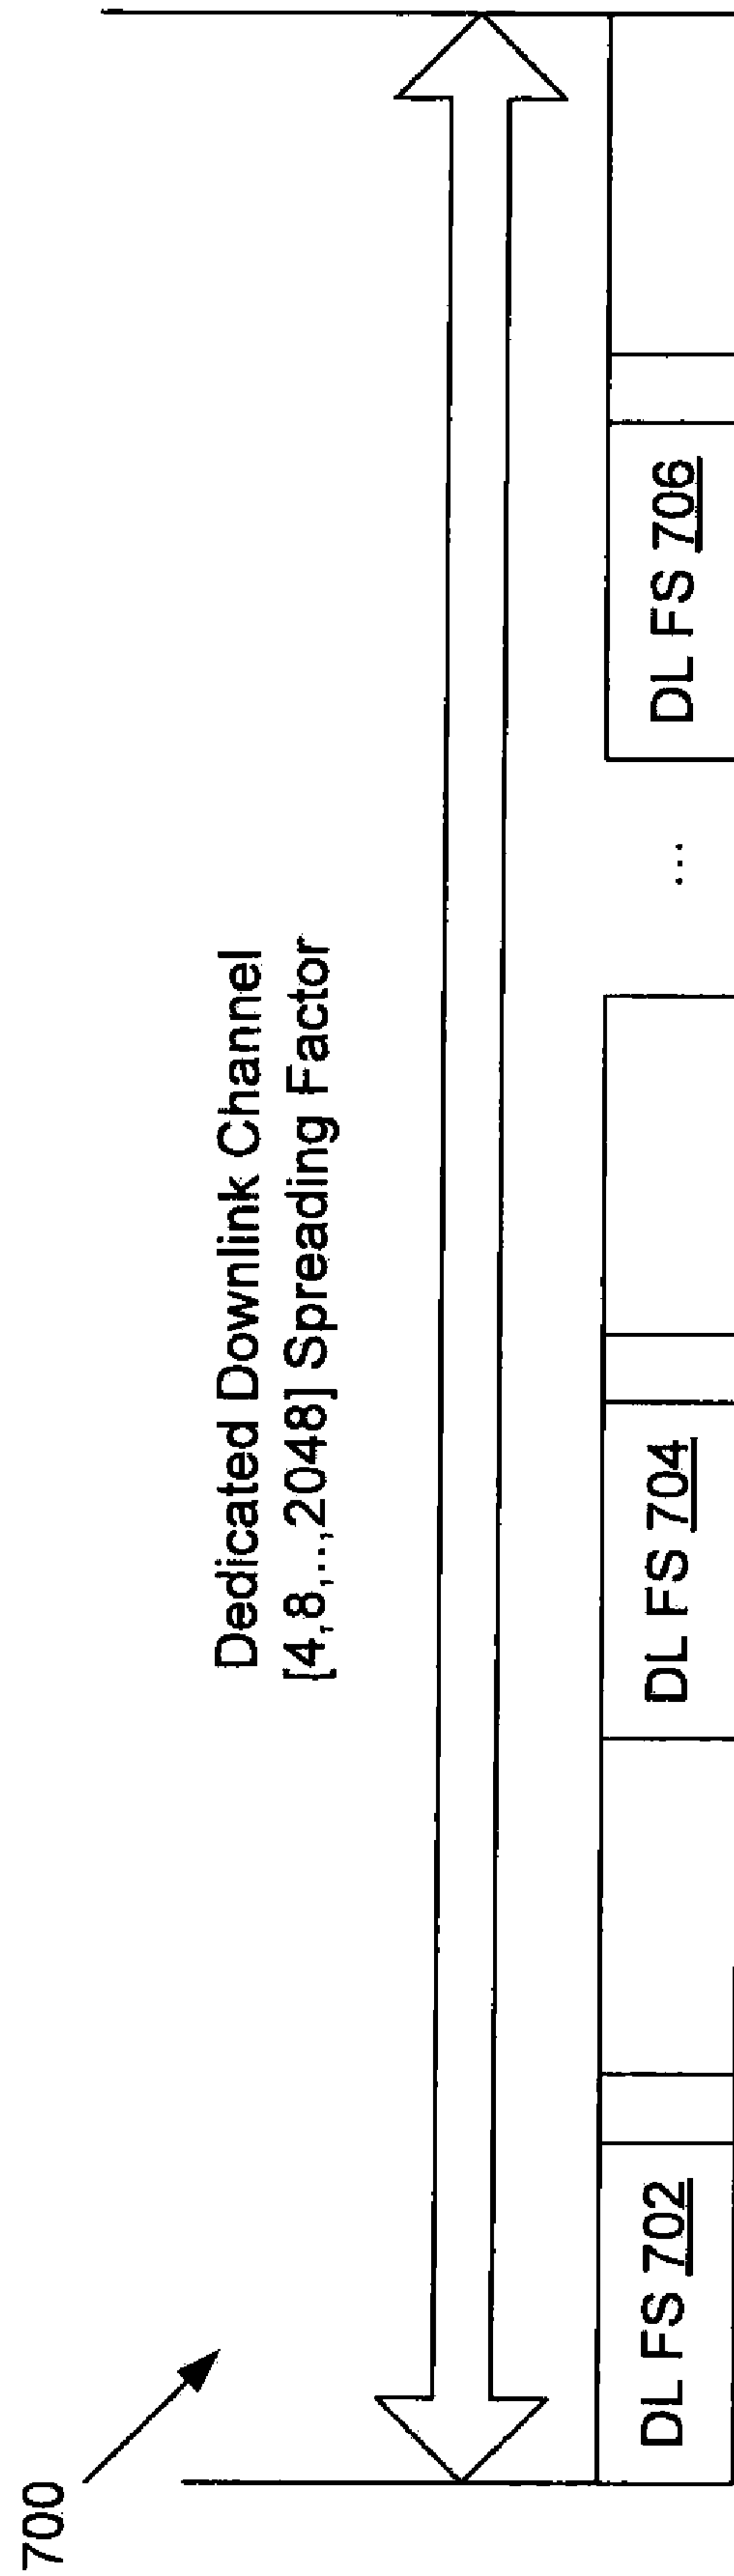 700
Dedicated Downlink Channel
[4,8,...,2048] Spreading Factor
DL FS 702
DL FS 704
...
DL FS 706